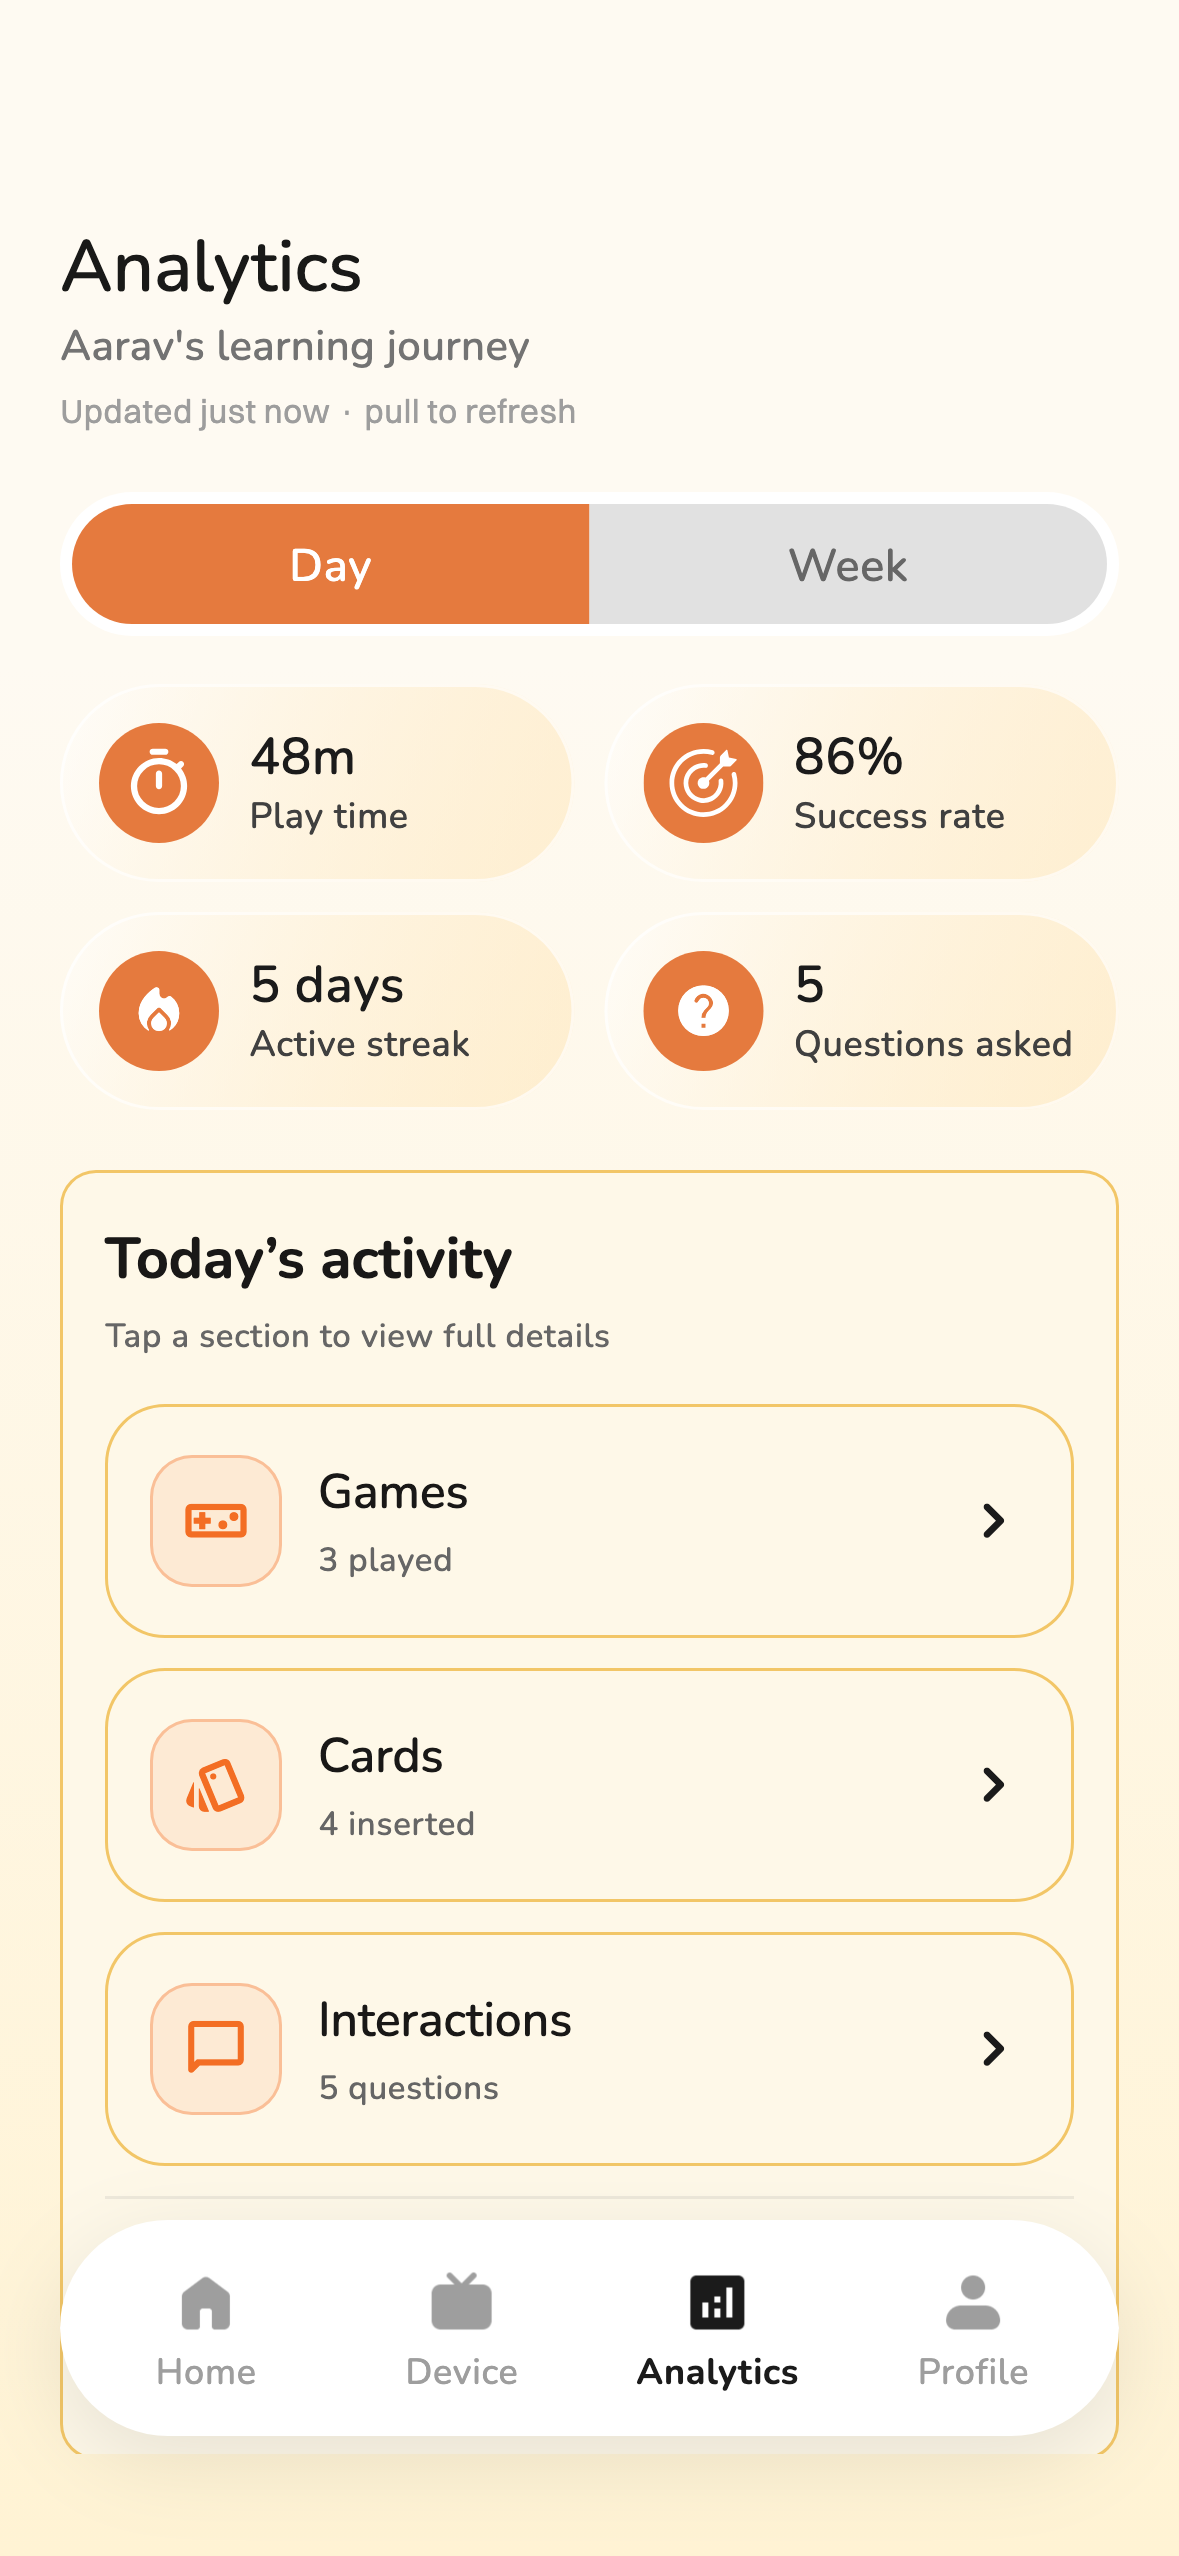 Analytics
Aarav's learning journey
Updated just now · pull to refresh
Day
Week
48m
Play time
86%
Success rate
5 days
Active streak
5
Questions asked
Today’s activity
Tap a section to view full details
Games
3 played
Cards
4 inserted
Interactions
5 questions
Home
Device
Analytics
Profile